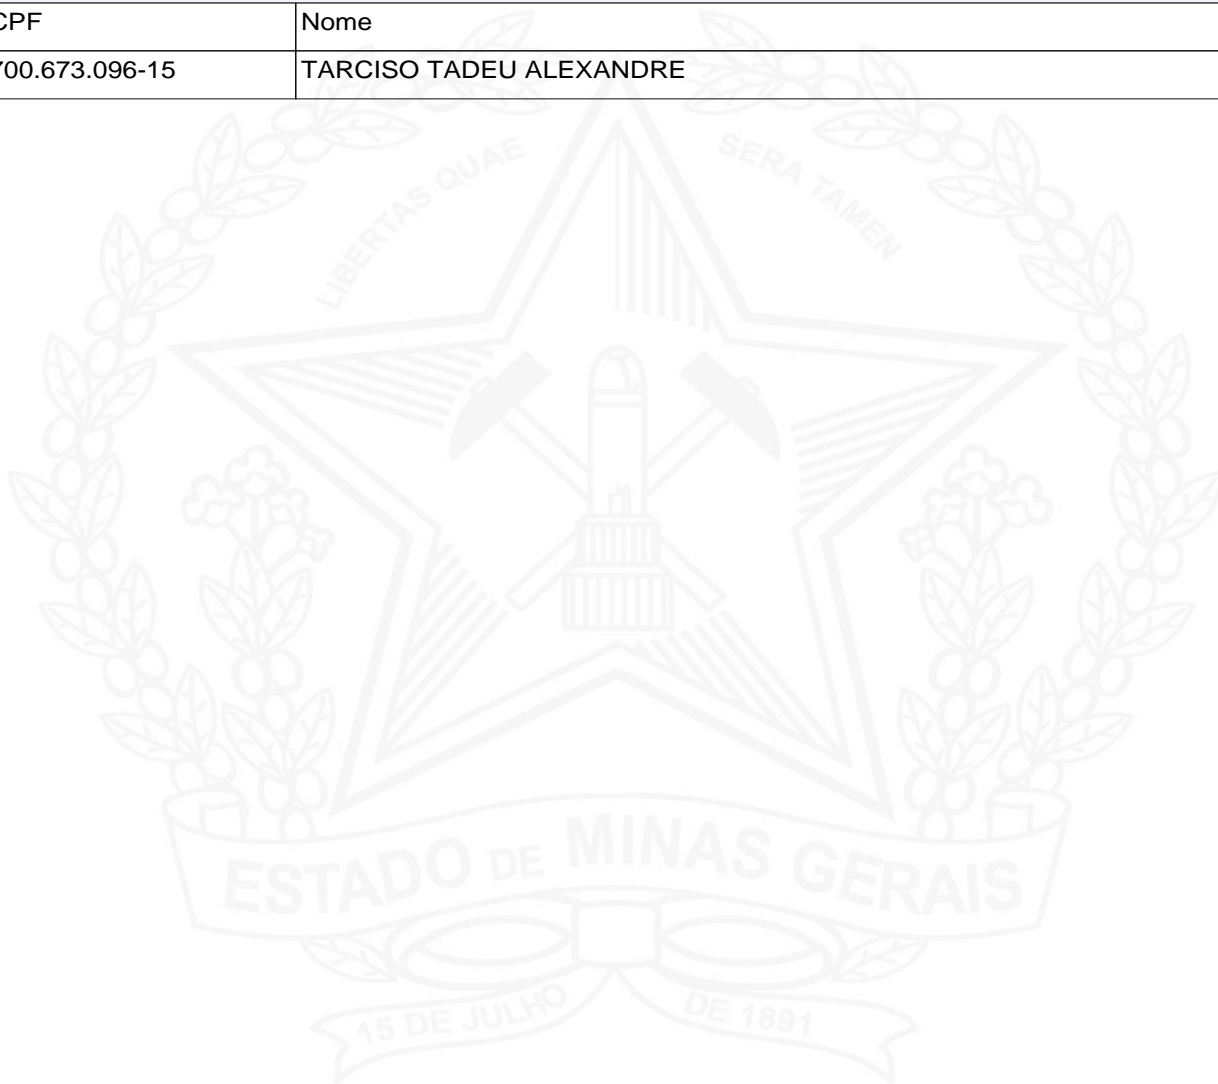 CPF Nome
700.673.096-15 TARCISO TADEU ALEXANDRE
LIBERTAS QUAE SERA TAMEN
ESTADO DE MINAS GERAIS
15 DE JULHO DE 1891